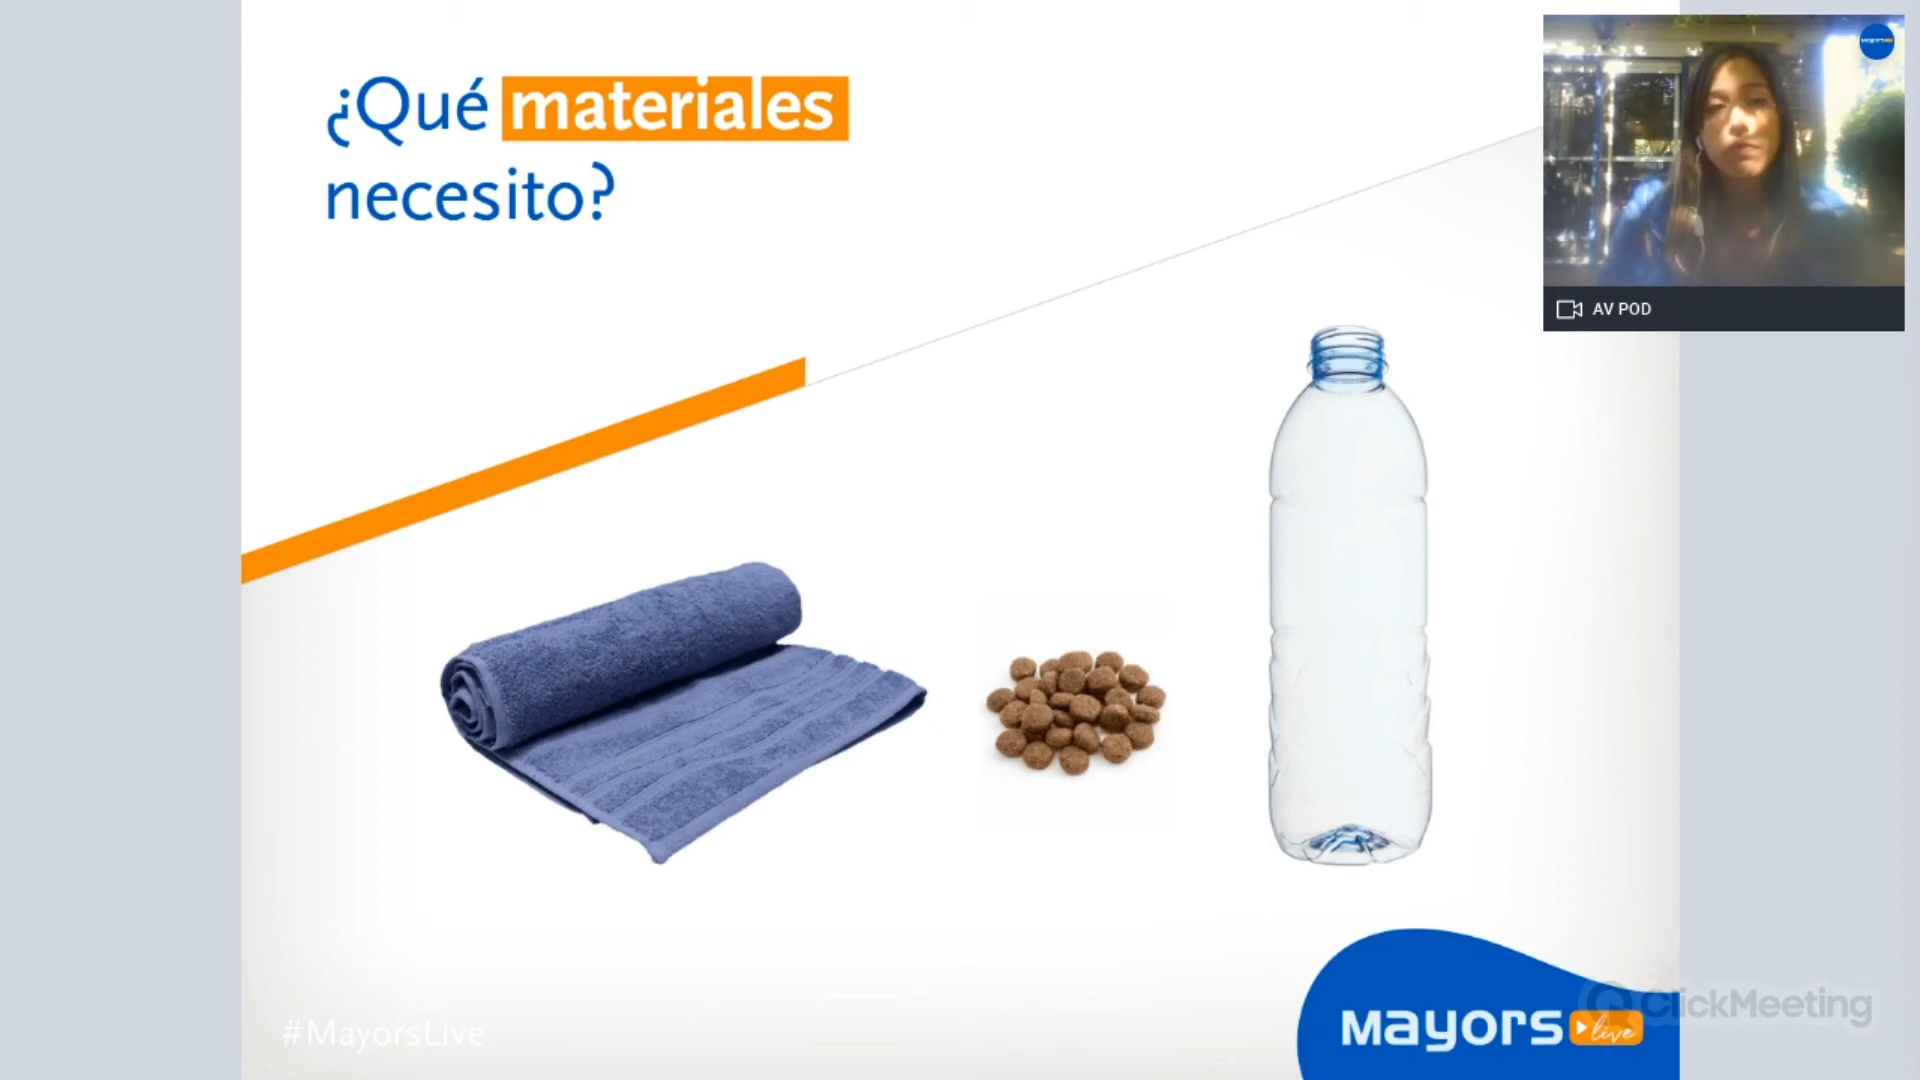 ¿Qué materiales
necesito?
AV POD
#MayorsLive
Mayors live
ClickMeeting